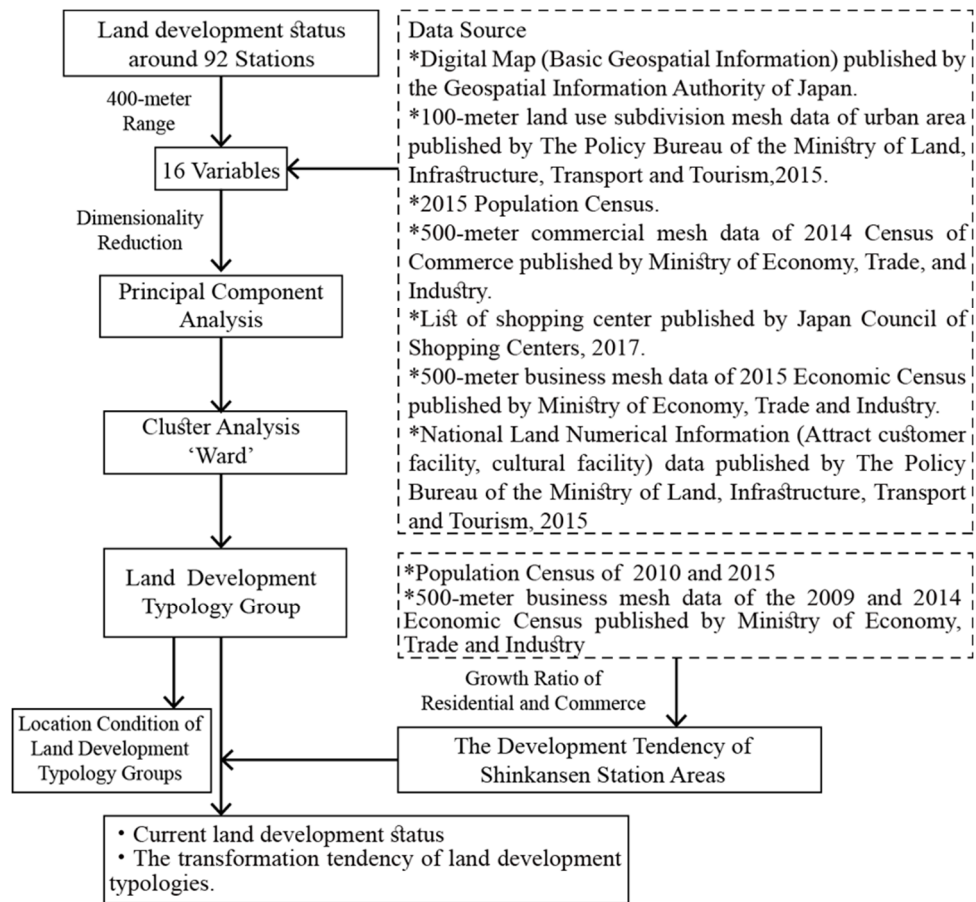 Land development status
around 92 Stations
400-meter
Range
16 Variables
Dimensionality
Reduction
Principal Component
Analysis
Cluster Analysis
‘Ward’
Land Development
Typology Group
Location Condition of
Land Development
Typology Groups
Data Source
*Digital Map (Basic Geospatial Information) published by
the Geospatial Information Authority of Japan.
*100-meter land use subdivision mesh data of urban area
published by The Policy Bureau of the Ministry of Land,
Infrastructure, Transport and Tourism,2015.
*2015 Population Census.
*500-meter commercial mesh data of 2014 Census of
Commerce published by Ministry of Economy, Trade, and
Industry.
*List of shopping center published by Japan Council of
Shopping Centers, 2017.
*500-meter business mesh data of 2015 Economic Census
published by Ministry of Economy, Trade and Industry.
*National Land Numerical Information (Attract customer
facility, cultural facility) data published by The Policy
Bureau of the Ministry of Land, Infrastructure, Transport
and Tourism, 2015
*Population Census of 2010 and 2015
*500-meter business mesh data of the 2009 and 2014
Economic Census published by Ministry of Economy,
Trade and Industry
Growth Ratio of
Residential and Commerce
The Development Tendency of
Shinkansen Station Areas
・Current land development status
・The transformation tendency of land development
typologies.